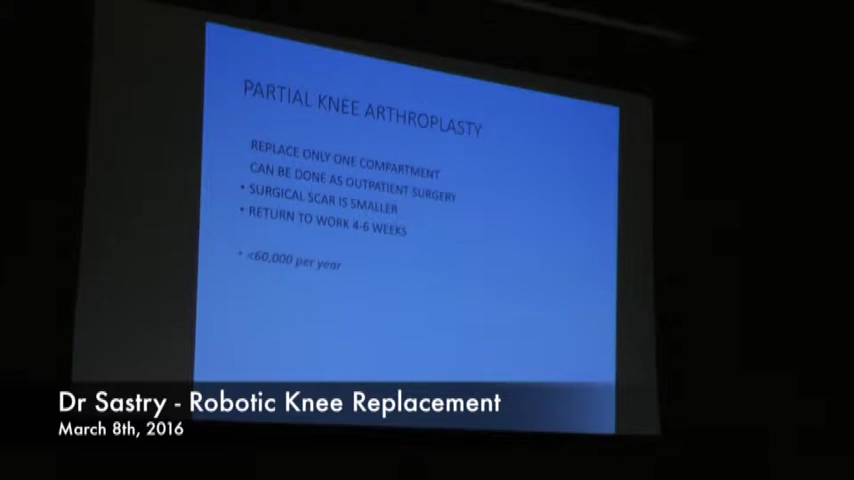 PARTIAL KNEE ARTHROPLASTY
REPLACE ONLY ONE COMPARTMENT
CAN BE DONE AS OUTPATIENT SURGERY
• SURGICAL SCAR IS SMALLER
• RETURN TO WORK 4-6 WEEKS
• <60,000 per year
Dr Sastry - Robotic Knee Replacement
March 8th, 2016